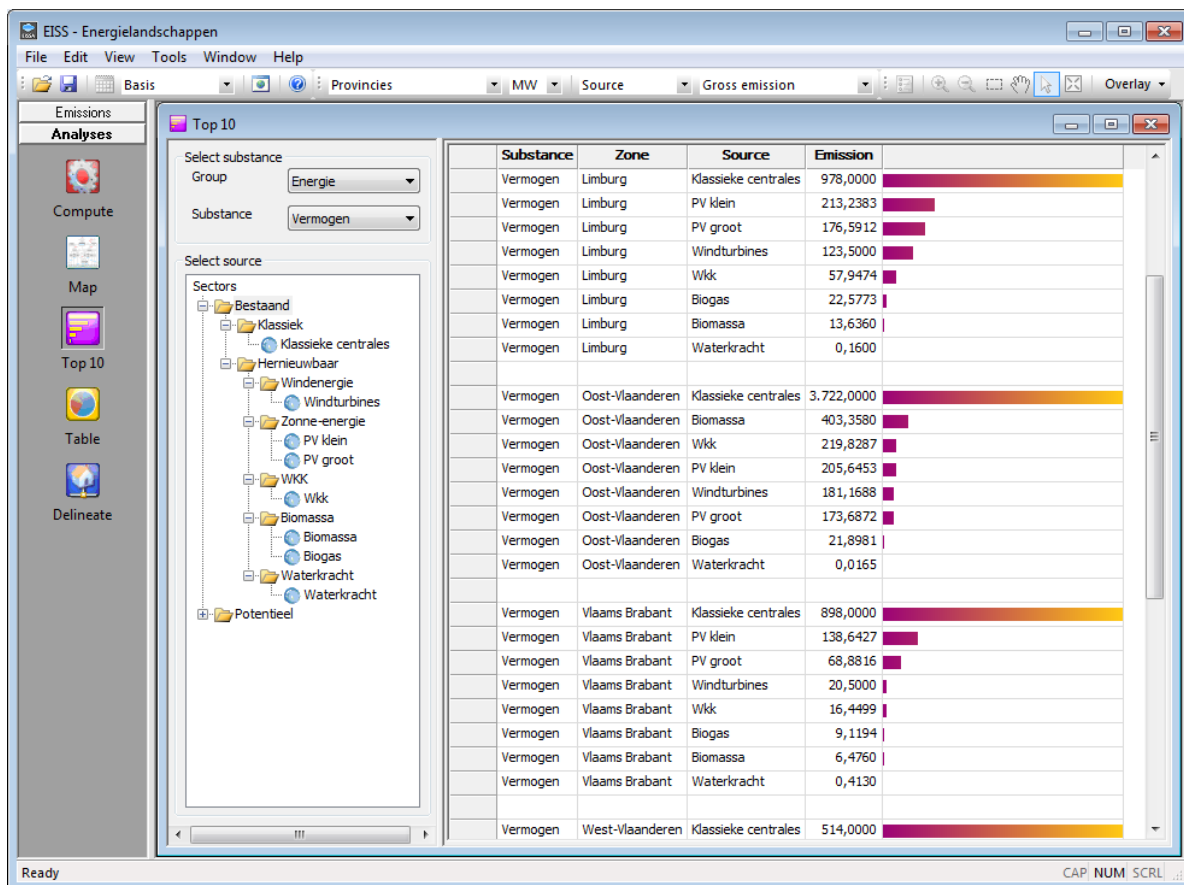 EISS - Energielandschappen
File Edit View Tools Window Help
Basis Provincies MW Source Gross emission Overlay
Emissions
Analyses
Compute
Map
Top 10
Table
Delineate
Top 10
Select substance
Group Energie
Substance Vermogen
Select source
Sectors
Bestaand
Klassiek
Klassieke centrales
Hernieuwbaar
Windenergie
Windturbines
Zonne-energie
PV klein
PV groot
WKK
Wkk
Biomassa
Biomassa
Biogas
Waterkracht
Waterkracht
Potentieel
Substance Zone Source Emission
Vermogen Limburg Klassieke centrales 978,0000
Vermogen Limburg PV klein 213,2383
Vermogen Limburg PV groot 176,5912
Vermogen Limburg Windturbines 123,5000
Vermogen Limburg Wkk 57,9474
Vermogen Limburg Biogas 22,5773
Vermogen Limburg Biomassa 13,6360
Vermogen Limburg Waterkracht 0,1600
Vermogen Oost-Vlaanderen Klassieke centrales 3.722,0000
Vermogen Oost-Vlaanderen Biomassa 403,3580
Vermogen Oost-Vlaanderen Wkk 219,8287
Vermogen Oost-Vlaanderen PV klein 205,6453
Vermogen Oost-Vlaanderen Windturbines 181,1688
Vermogen Oost-Vlaanderen PV groot 173,6872
Vermogen Oost-Vlaanderen Biogas 21,8981
Vermogen Oost-Vlaanderen Waterkracht 0,0165
Vermogen Vlaams Brabant Klassieke centrales 898,0000
Vermogen Vlaams Brabant PV klein 138,6427
Vermogen Vlaams Brabant PV groot 68,8816
Vermogen Vlaams Brabant Windturbines 20,5000
Vermogen Vlaams Brabant Wkk 16,4499
Vermogen Vlaams Brabant Biogas 9,1194
Vermogen Vlaams Brabant Biomassa 6,4760
Vermogen Vlaams Brabant Waterkracht 0,4130
Vermogen West-Vlaanderen Klassieke centrales 514,0000
Ready CAP NUM SCRL